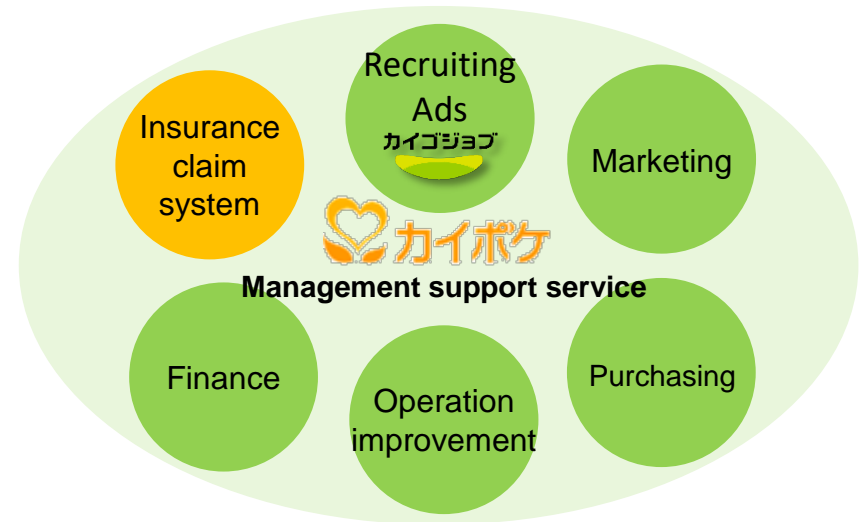 Recruiting
Ads
カイゴジョブ
Insurance
claim
system
Marketing
カイポケ
Management support service
Finance
Operation
improvement
Purchasing